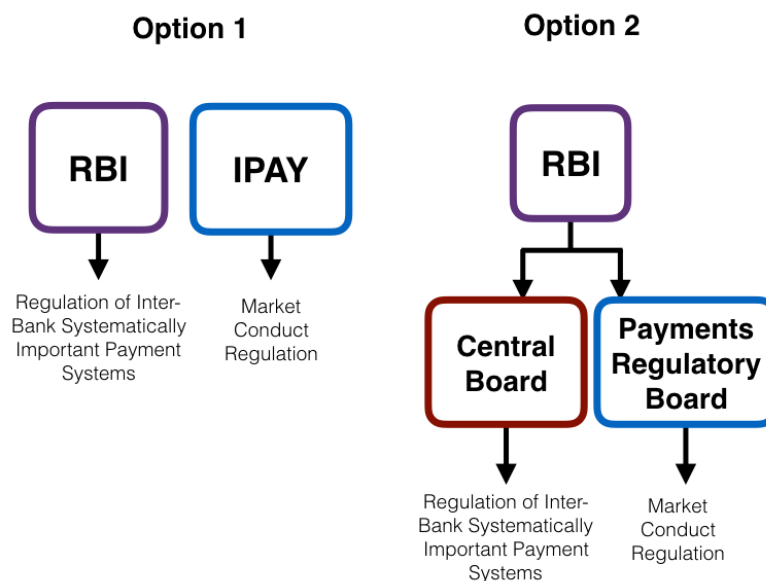 Option 1
RBI
IPAY
Regulation of Inter-
Bank Systematically
Important Payment
Systems
Market
Conduct
Regulation
Option 2
RBI
Central
Board
Payments
Regulatory
Board
Regulation of Inter-
Bank Systematically
Important Payment
Systems
Market
Conduct
Regulation